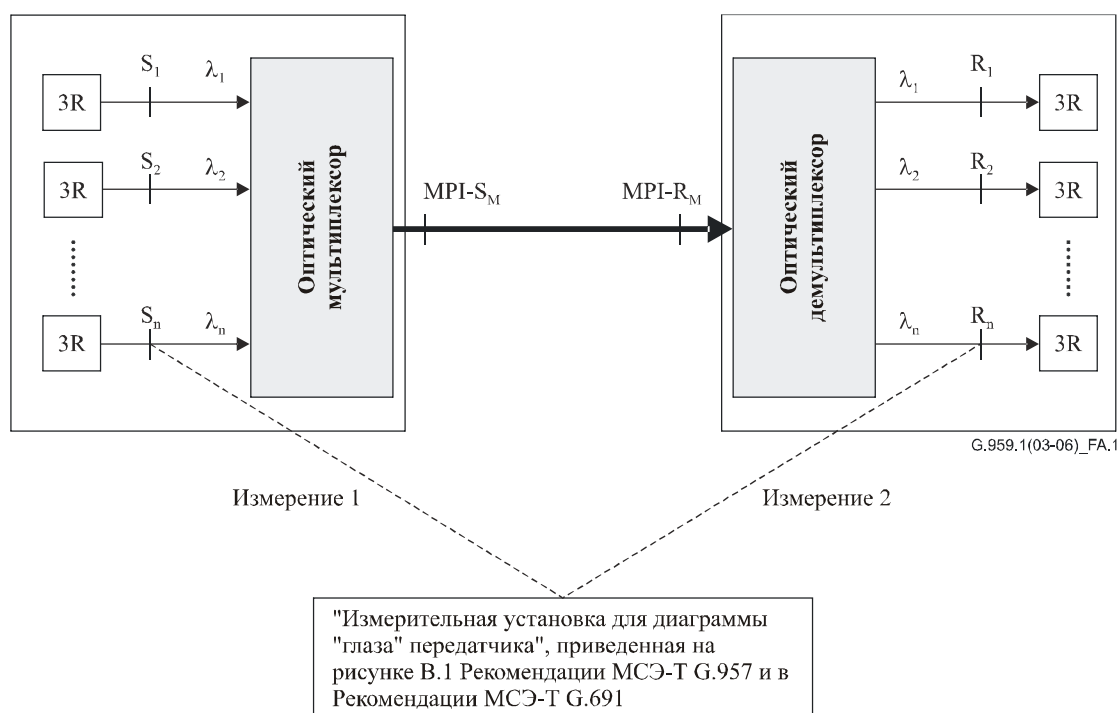 S1 λ1
3R
S2 λ2
3R
Sn λn
3R
Оптический
мультиплексор
MPI-SM
MPI-RM
Оптический
демультиплексор
λ1 R1
3R
λ2 R2
3R
λn Rn
3R
G.959.1(03-06)_FA.1
Измерение 1
Измерение 2
"Измерительная установка для диаграммы
"глаза" передатчика", приведенная на
рисунке В.1 Рекомендации МСЭ-Т G.957 и в
Рекомендации МСЭ-Т G.691